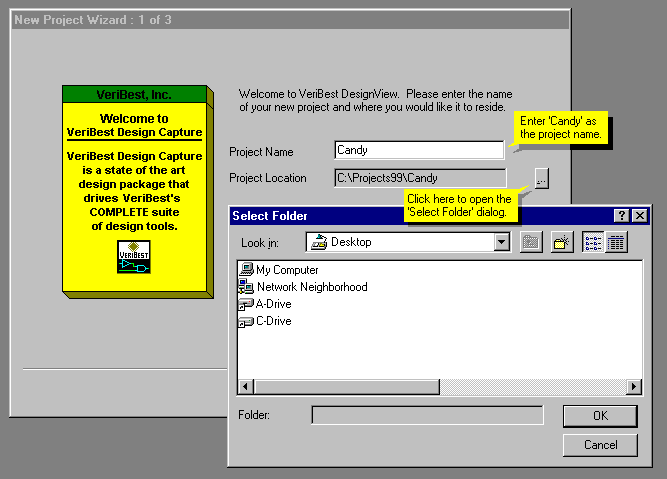 New Project Wizard : 1 of 3
VeriBest, Inc.
Welcome to
VeriBest Design Capture
VeriBest Design Capture
is a state of the art
design package that
drives VeriBest's
COMPLETE suite
of design tools.
VERIBEST
Welcome to VeriBest DesignView. Please enter the name
of your new project and where you would like it to reside.
Enter 'Candy' as
the project name.
Project Name
Candy
Project Location
C:\Projects99\Candy
...
Click here to open the
'Select Folder' dialog.
Select Folder
? X
Look in:
Desktop
My Computer
Network Neighborhood
A-Drive
C-Drive
Folder:
OK
Cancel